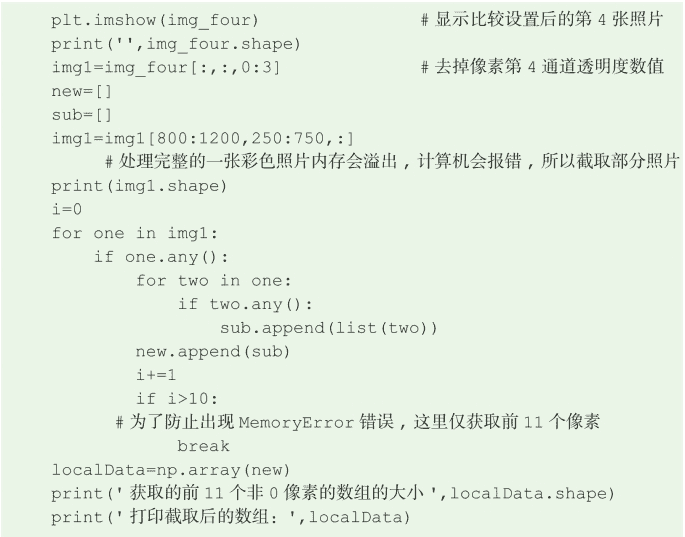 plt.imshow(img_four) #显示比较设置后的第 4 张照片
print('',img_four.shape)
img1=img_four[:,:,0:3] #去掉像素第 4 通道透明度数值
new=[]
sub=[]
img1=img1[800:1200,250:750,:]
#处理完整的一张彩色照片内存会溢出，计算机会报错，所以截取部分照片
print(img1.shape)
i=0
for one in img1:
    if one.any():
        for two in one:
            if two.any():
                sub.append(list(two))
        new.append(sub)
        i+=1
        if i>10:
#为了防止出现 MemoryError 错误，这里仅获取前 11 个像素
            break
localData=np.array(new)
print('获取的前 11 个非 0 像素的数组的大小',localData.shape)
print('打印截取后的数组：',localData)